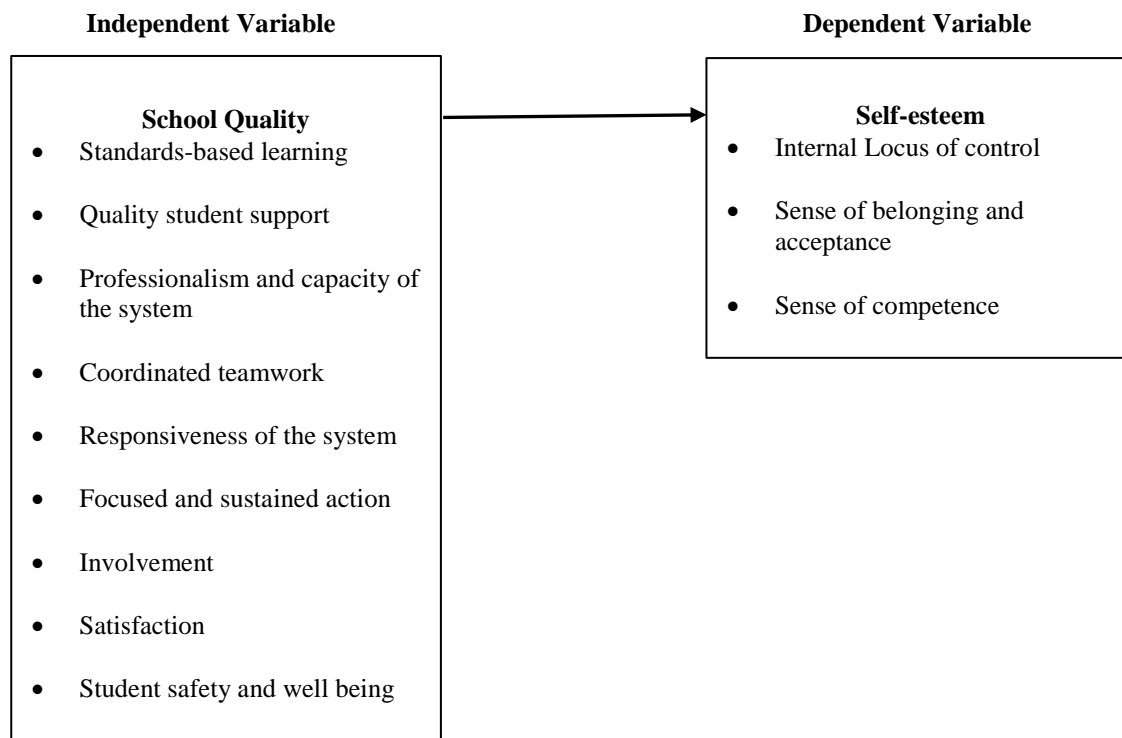 Independent Variable
Dependent Variable
School Quality
• Standards-based learning
• Quality student support
• Professionalism and capacity of
the system
• Coordinated teamwork
• Responsiveness of the system
• Focused and sustained action
• Involvement
• Satisfaction
• Student safety and well being
Self-esteem
• Internal Locus of control
• Sense of belonging and
acceptance
• Sense of competence